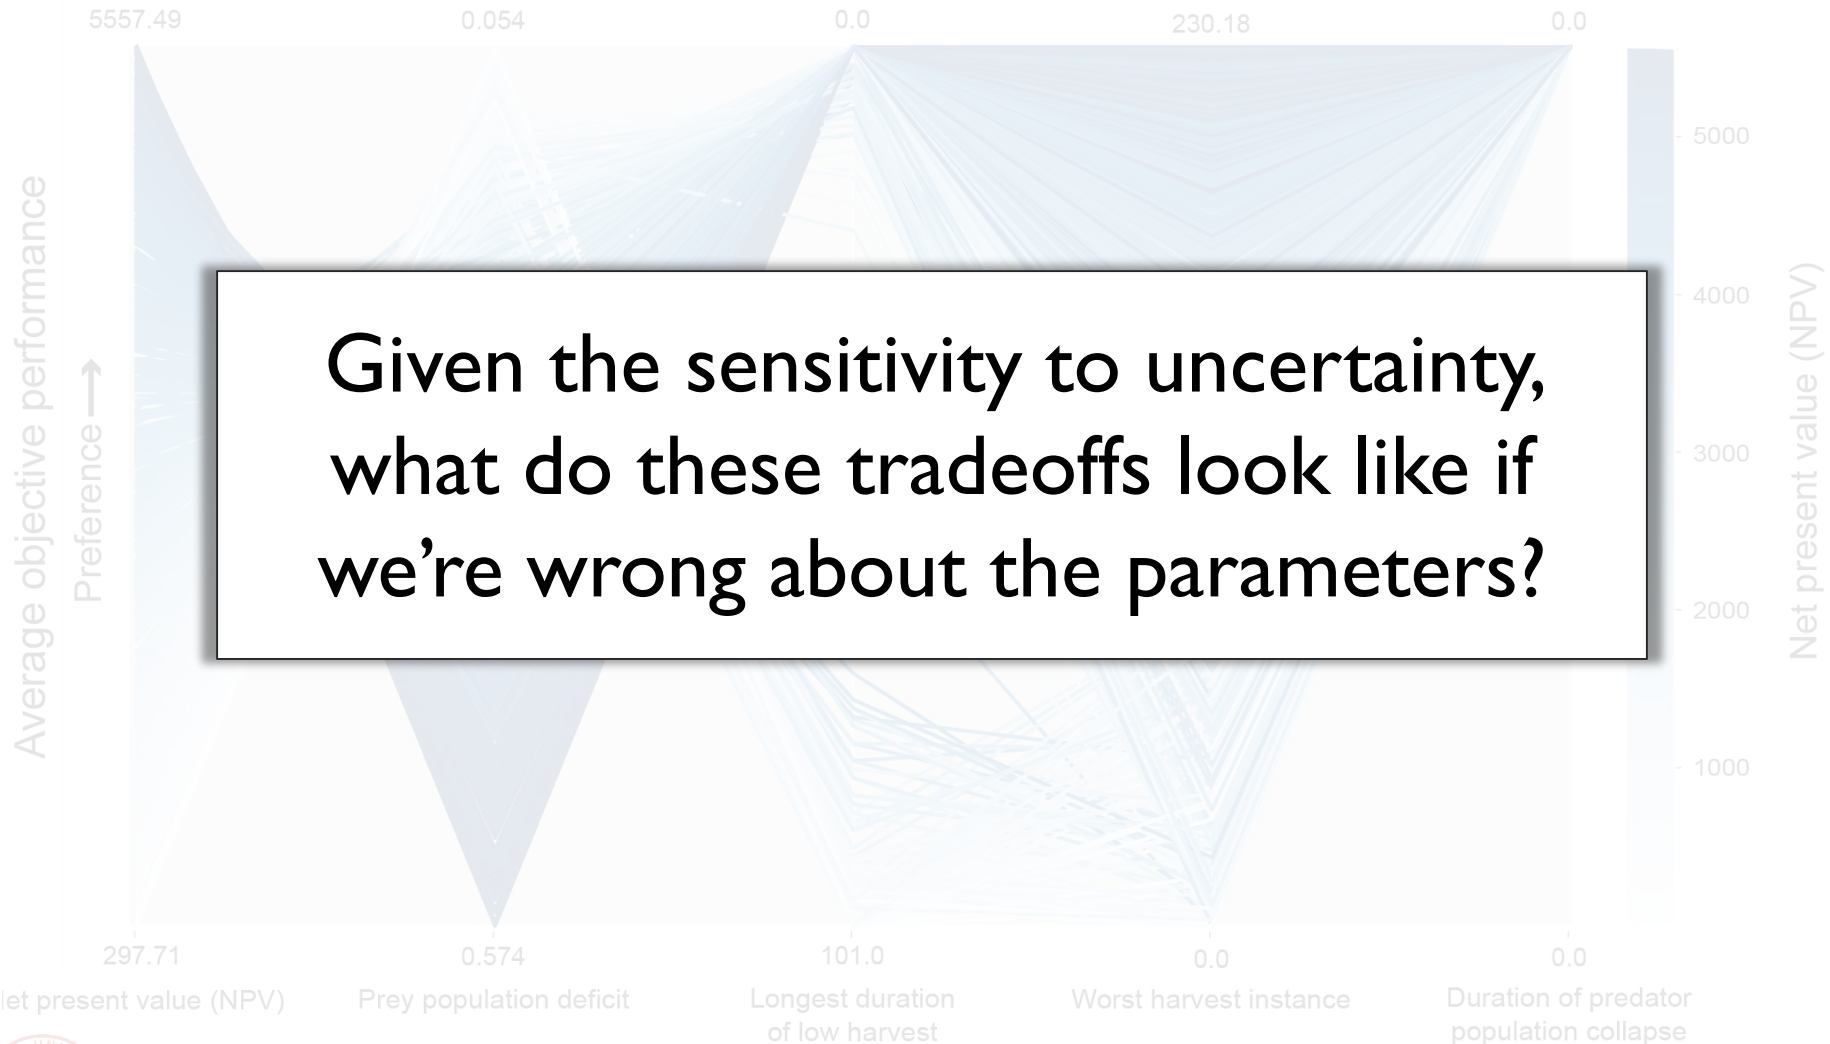 5557.49
0.054
0.0
230.18
0.0
Average objective performance
Preference
Given the sensitivity to uncertainty,
what do these tradeoffs look like if
we’re wrong about the parameters?
5000
4000
3000
2000
1000
Net present value (NPV)
297.71
0.574
101.0
0.0
0.0
et present value (NPV)
Prey population deficit
Longest duration
of low harvest
Worst harvest instance
Duration of predator
population collapse